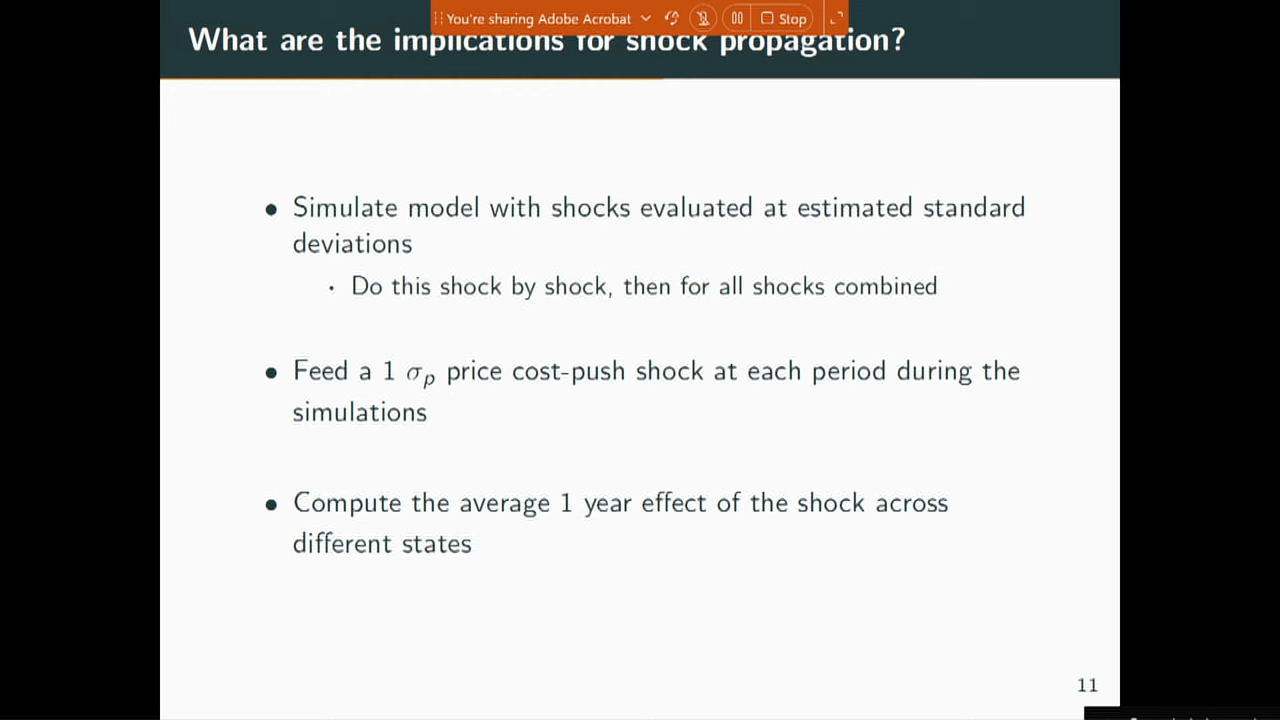 You're sharing Adobe Acrobat
Stop
What are the implications for shock propagation?
• Simulate model with shocks evaluated at estimated standard
deviations
• Do this shock by shock, then for all shocks combined
• Feed a 1 σp price cost-push shock at each period during the
simulations
• Compute the average 1 year effect of the shock across
different states
11